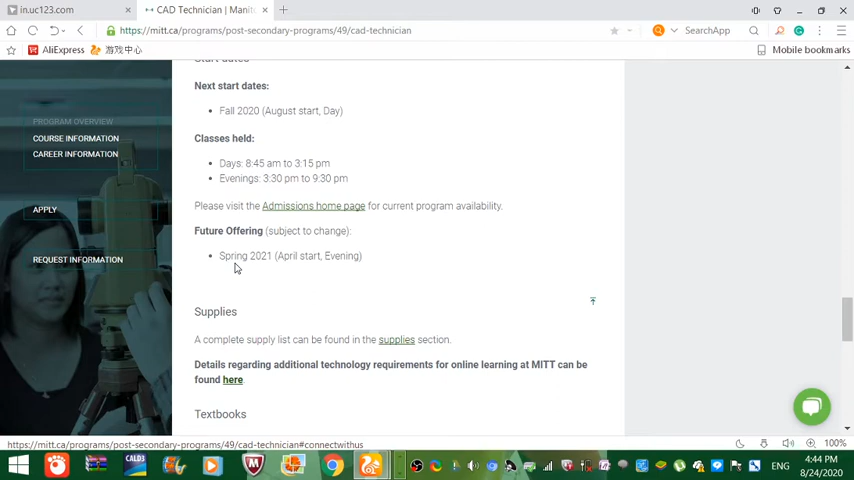 in.uc123.com
CAD Technician | Manito
https://mitt.ca/programs/post-secondary-programs/49/cad-technician
SearchApp
AliExpress
游戏中心
Mobile bookmarks
Next start dates:
Fall 2020 (August start, Day)
Classes held:
Days: 8:45 am to 3:15 pm
Evenings: 3:30 pm to 9:30 pm
Please visit the Admissions home page for current program availability.
Future Offering (subject to change):
Spring 2021 (April start, Evening)
Supplies
A complete supply list can be found in the supplies section.
Details regarding additional technology requirements for online learning at MITT can be
found here.
Textbooks
PROGRAM OVERVIEW
COURSE INFORMATION
CAREER INFORMATION
APPLY
REQUEST INFORMATION
https://mitt.ca/programs/post-secondary-programs/49/cad-technician#connectwithus
100%
CALD3
ENG
4:44 PM
8/24/2020